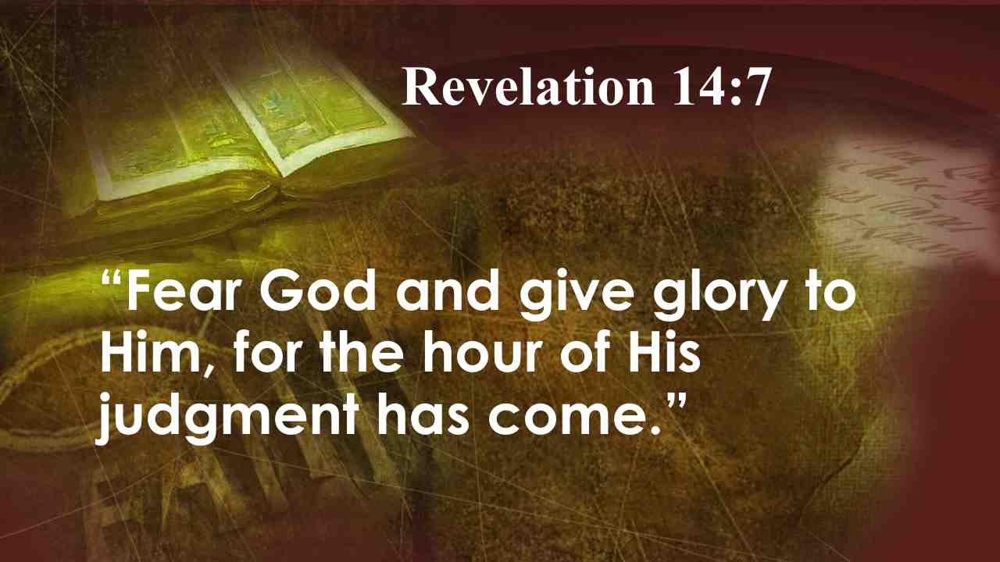 Revelation 14:7
“Fear God and give glory to
Him, for the hour of His
judgment has come.”